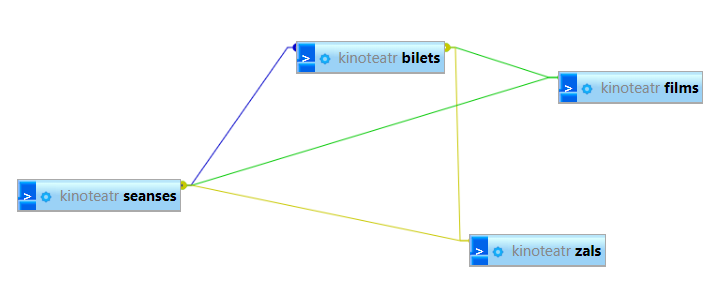 kinoteatr bilets
kinoteatr films
kinoteatr seanses
kinoteatr zals